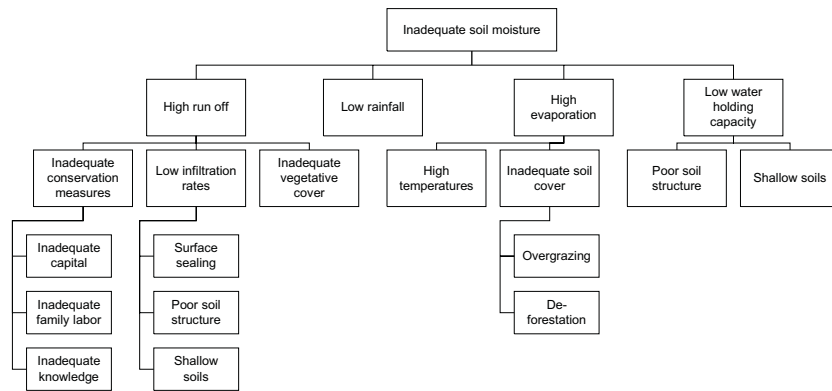 Inadequate soil moisture
High run off
Low rainfall
High
evaporation
Low water
holding
capacity
Inadequate
conservation
measures
Low infiltration
rates
Inadequate
vegetative
cover
High
temperatures
Inadequate soil
cover
Poor soil
structure
Shallow soils
Inadequate
capital
Surface
sealing
Overgrazing
Inadequate
family labor
Poor soil
structure
De-
forestation
Inadequate
knowledge
Shallow
soils